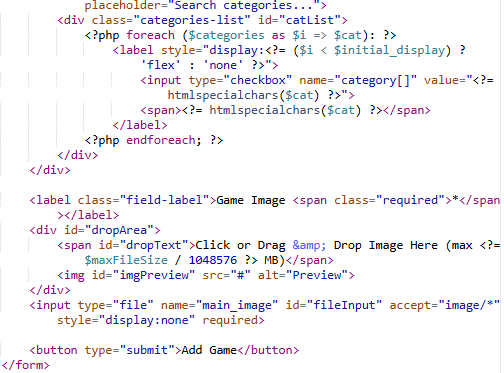 placeholder="Search categories...">
<div class="categories-list" id="catList">
<?php foreach ($categories as $i => $cat): ?>
<label style="display:<?= ($i < $initial_display) ?
'flex' : 'none' ?>">
<input type="checkbox" name="category[]" value="<?=
htmlspecialchars($cat) ?>">
<span><?= htmlspecialchars($cat) ?></span>
</label>
<?php endforeach; ?>
</div>
</div>
<label class="field-label">Game Image <span class="required">*</span
></label>
<div id="dropArea">
<span id="dropText">Click or Drag &amp; Drop Image Here (max <?=
$maxFileSize / 1048576 ?> MB)</span>
<img id="imgPreview" src="#" alt="Preview">
</div>
<input type="file" name="main_image" id="fileInput" accept="image/*"
style="display:none" required>
<button type="submit">Add Game</button>
</form>